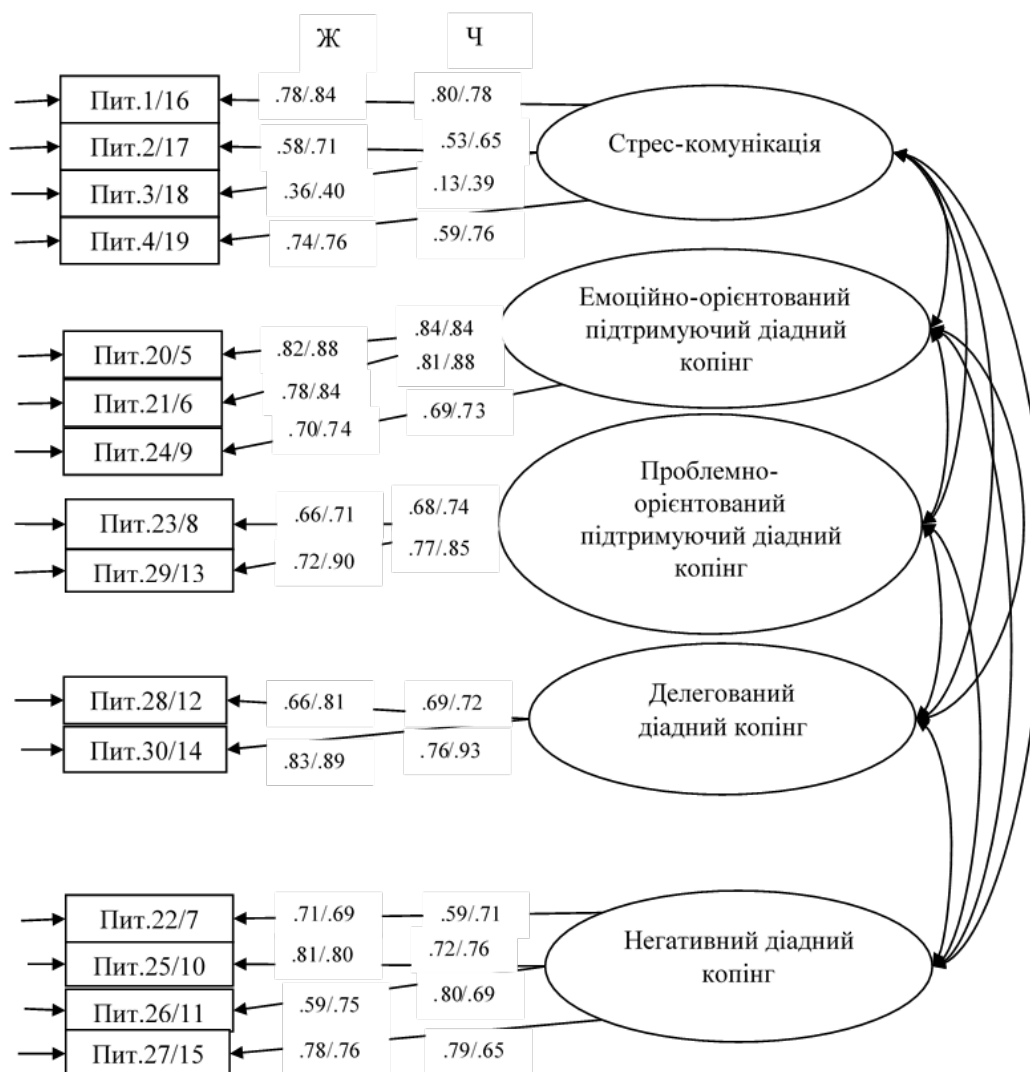 Ж Ч
Пит.1/16 .78/.84 .80/.78
Стрес-комунікація
Пит.2/17 .58/.71 .53/.65
Пит.3/18 .36/.40 .13/.39
Пит.4/19 .74/.76 .59/.76
Емоційно-орієнтований
підтримуючий діадний
копінг
Пит.20/5 .82/.88 .84/.84
Пит.21/6 .78/.84 .81/.88
Пит.24/9 .70/.74 .69/.73
Проблемно-
орієнтований
підтримуючий діадний
копінг
Пит.23/8 .66/.71 .68/.74
Пит.29/13 .72/.90 .77/.85
Делегований
діадний копінг
Пит.28/12 .66/.81 .69/.72
Пит.30/14 .83/.89 .76/.93
Негативний діадний
копінг
Пит.22/7 .71/.69 .59/.71
Пит.25/10 .81/.80 .72/.76
Пит.26/11 .59/.75 .80/.69
Пит.27/15 .78/.76 .79/.65